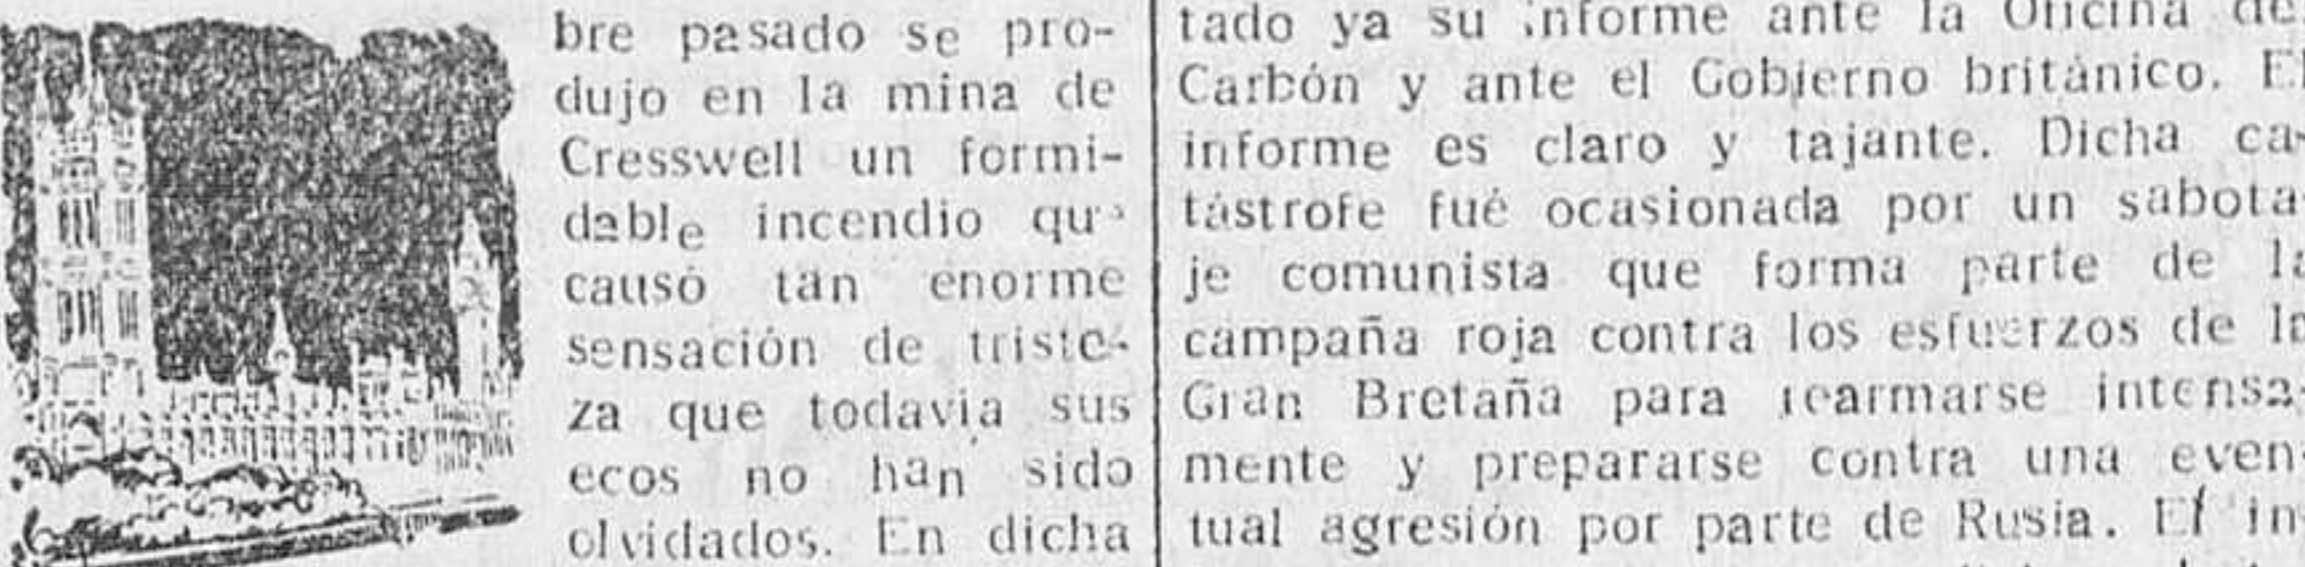 bre pasado se pro-
dujo en la mina de
Cresswell un formi-
dable incendio que
causó tan enorme
sensación de triste-
za que todavía sus
ecos no han sido
olvidados. En dicha
tado ya su informe ante la Oficina de
Carbón y ante el Gobierno británico. El
informe es claro y tajante. Dicha ca-
tástrofe fué ocasionada por un sabota-
je comunista que forma parte de la
campaña roja contra los esfuerzos de la
Gran Bretaña para rearmarse intensa-
mente y prepararse contra una even-
tual agresión por parte de Rusia. El in-